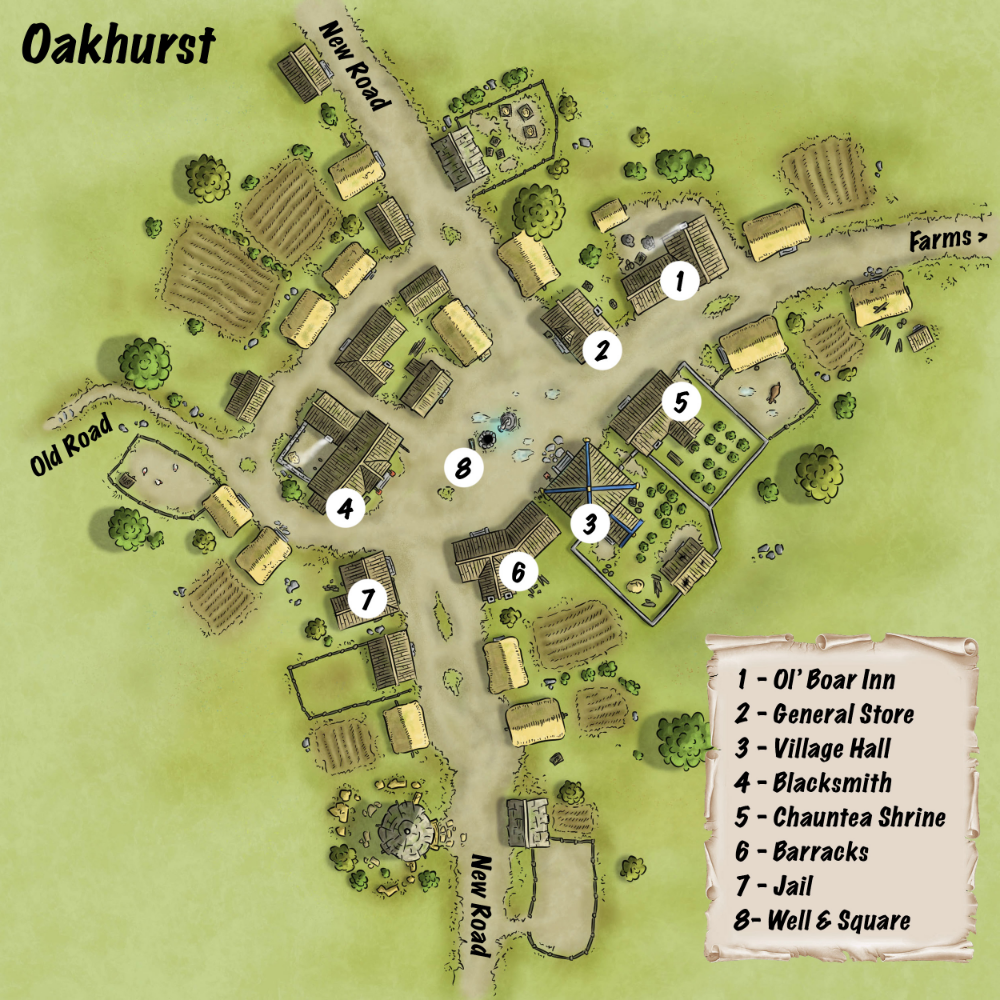 Oakhurst
New Road
Farms >
1
2
5
Old Road
8
4
3
6
7
1 - Ol' Boar Inn
2 - General Store
3 - Village Hall
4 - Blacksmith
5 - Chauntea Shrine
6 - Barracks
7 - Jail
8- Well & Square
New Road